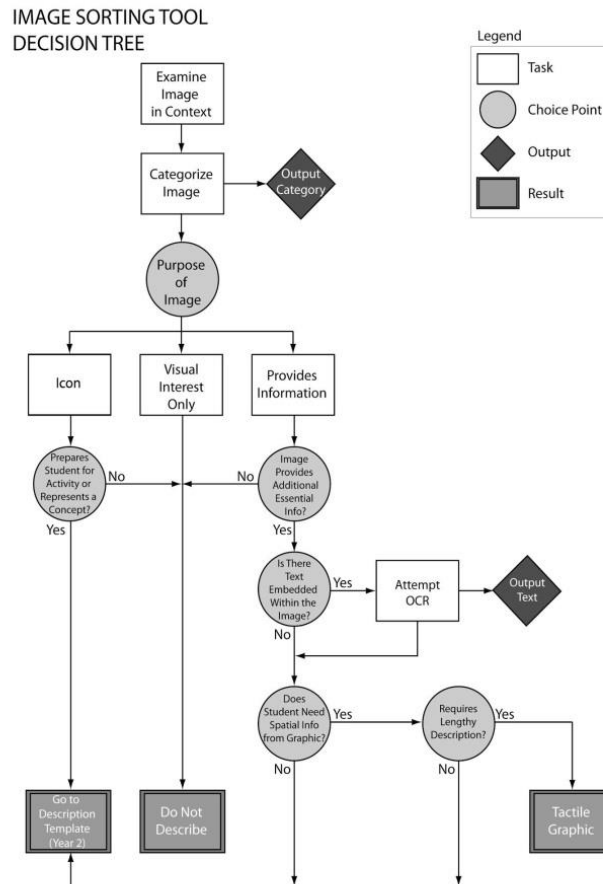 IMAGE SORTING TOOL
DECISION TREE
Legend
Task
Choice Point
Output
Result
Examine
Image
in Context
Categorize
Image
Output
Category
Purpose
of
Image
Icon
Visual
Interest
Only
Provides
Information
Prepares
Student for
Activity or
Represents a
Concept?
No
No
Image
Provides
Additional
Essential
Info?
Yes
Yes
Is There
Text
Embedded
Within the
Image?
Yes
Attempt
OCR
Output
Text
No
Does
Student Need
Spatial Info
from Graphic?
Yes
Requires
Lengthy
Description?
Yes
No
No
Go to
Description
Template
(Year 2)
Do Not
Describe
Tactile
Graphic